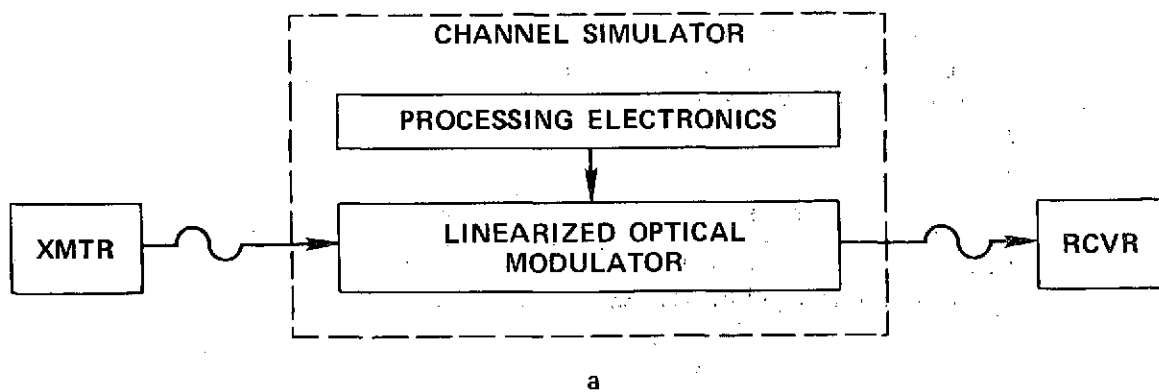 CHANNEL SIMULATOR
PROCESSING ELECTRONICS
XMTR
LINEARIZED OPTICAL
MODULATOR
RCVR
a